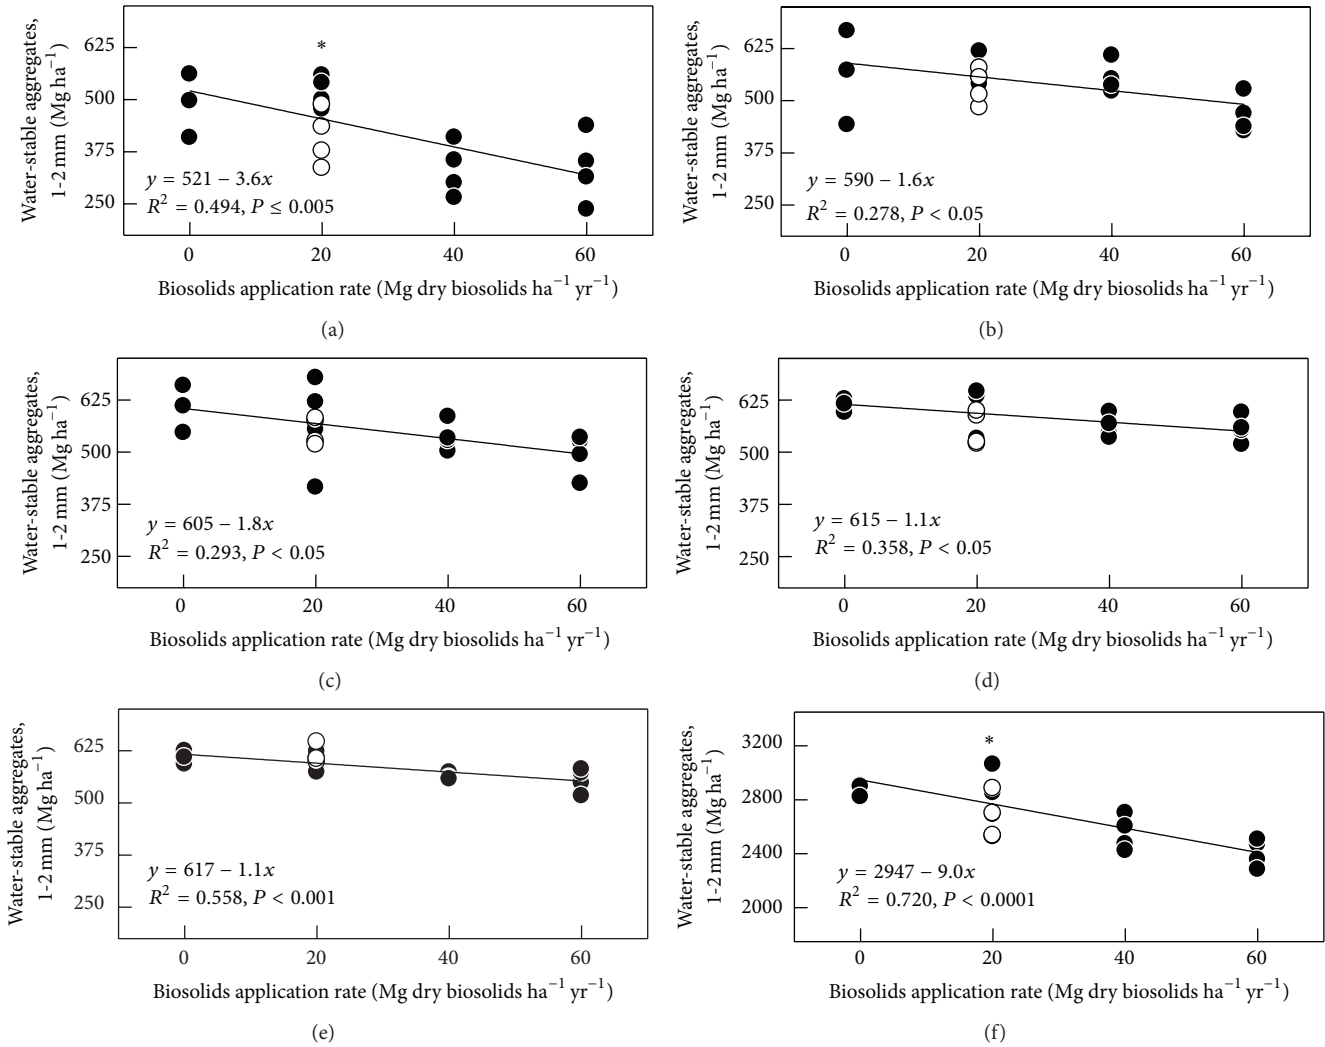 Water-stable aggregates,
1-2 mm (Mg ha⁻¹)
625
500
375
250
*
y = 521 − 3.6x
R² = 0.494, P ≤ 0.005
0 20 40 60
Biosolids application rate (Mg dry biosolids ha⁻¹ yr⁻¹)
(a)
Water-stable aggregates,
1-2 mm (Mg ha⁻¹)
625
500
375
250
y = 590 − 1.6x
R² = 0.278, P < 0.05
0 20 40 60
Biosolids application rate (Mg dry biosolids ha⁻¹ yr⁻¹)
(b)
Water-stable aggregates,
1-2 mm (Mg ha⁻¹)
625
500
375
250
y = 605 − 1.8x
R² = 0.293, P < 0.05
0 20 40 60
Biosolids application rate (Mg dry biosolids ha⁻¹ yr⁻¹)
(c)
Water-stable aggregates,
1-2 mm (Mg ha⁻¹)
625
500
375
250
y = 615 − 1.1x
R² = 0.358, P < 0.05
0 20 40 60
Biosolids application rate (Mg dry biosolids ha⁻¹ yr⁻¹)
(d)
Water-stable aggregates,
1-2 mm (Mg ha⁻¹)
625
500
375
250
y = 617 − 1.1x
R² = 0.558, P < 0.001
0 20 40 60
Biosolids application rate (Mg dry biosolids ha⁻¹ yr⁻¹)
(e)
Water-stable aggregates,
1-2 mm (Mg ha⁻¹)
3200
2800
2400
2000
*
y = 2947 − 9.0x
R² = 0.720, P < 0.0001
0 20 40 60
Biosolids application rate (Mg dry biosolids ha⁻¹ yr⁻¹)
(f)